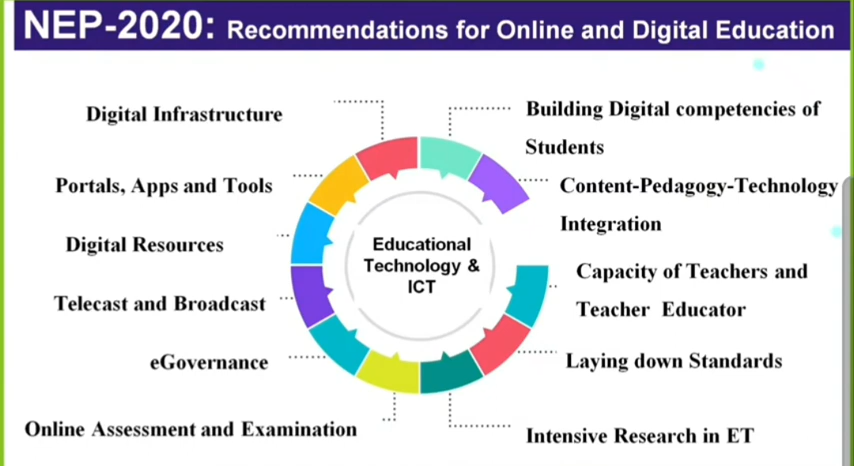 NEP-2020: Recommendations for Online and Digital Education
Digital Infrastructure
Portals, Apps and Tools
Digital Resources
Telecast and Broadcast
eGovernance
Online Assessment and Examination
Educational
Technology &
ICT
Building Digital competencies of
Students
Content-Pedagogy-Technology
Integration
Capacity of Teachers and
Teacher Educator
Laying down Standards
Intensive Research in ET